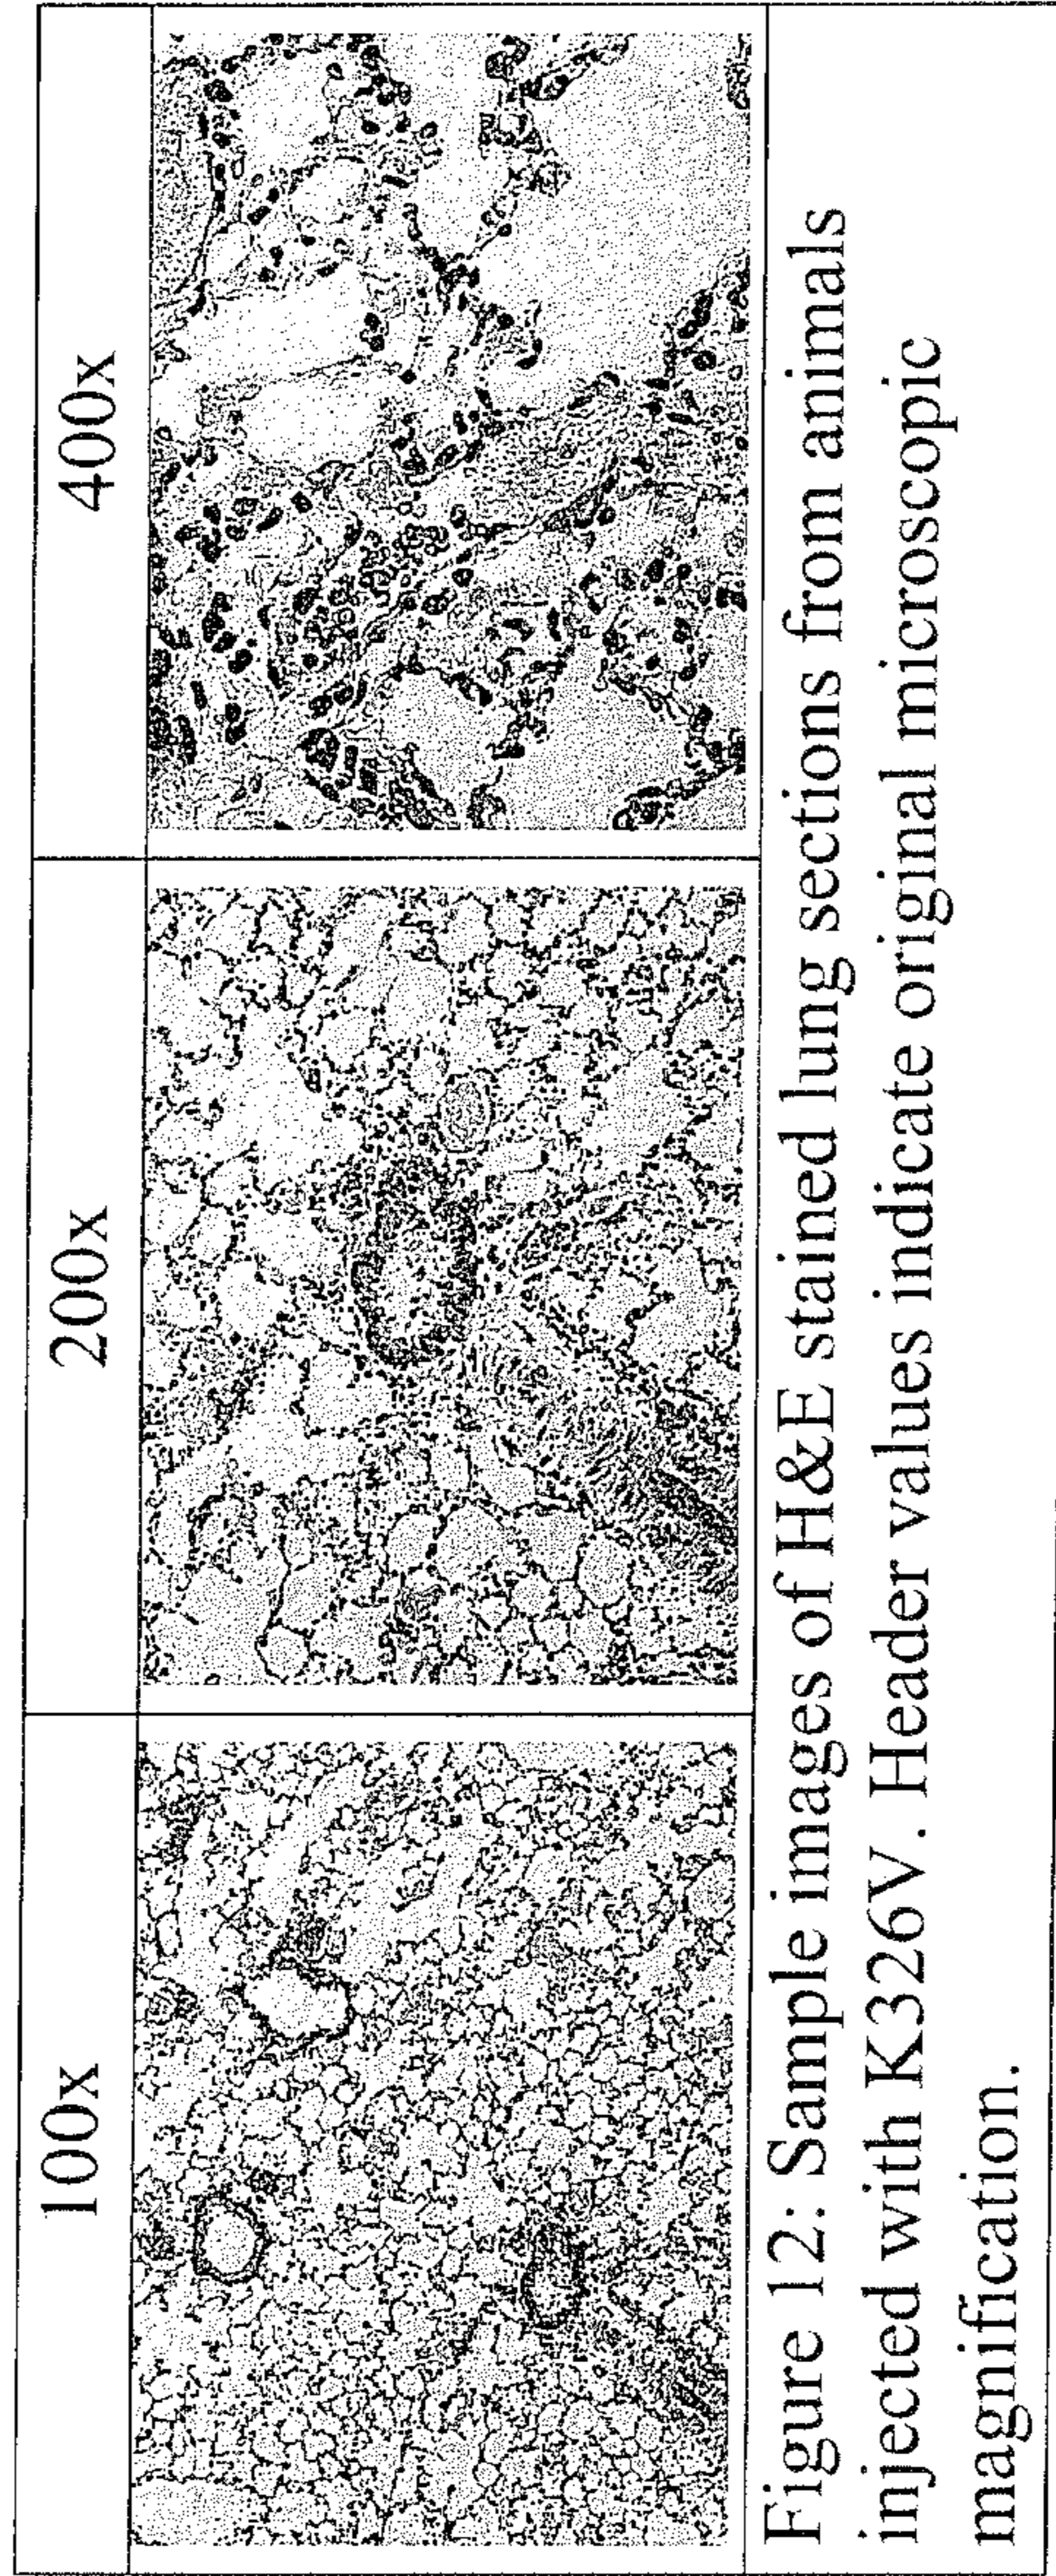 100x
200x
400x
Figure 12: Sample images of H&E stained lung sections from animals
injected with K326V. Header values indicate original microscopic
magnification.